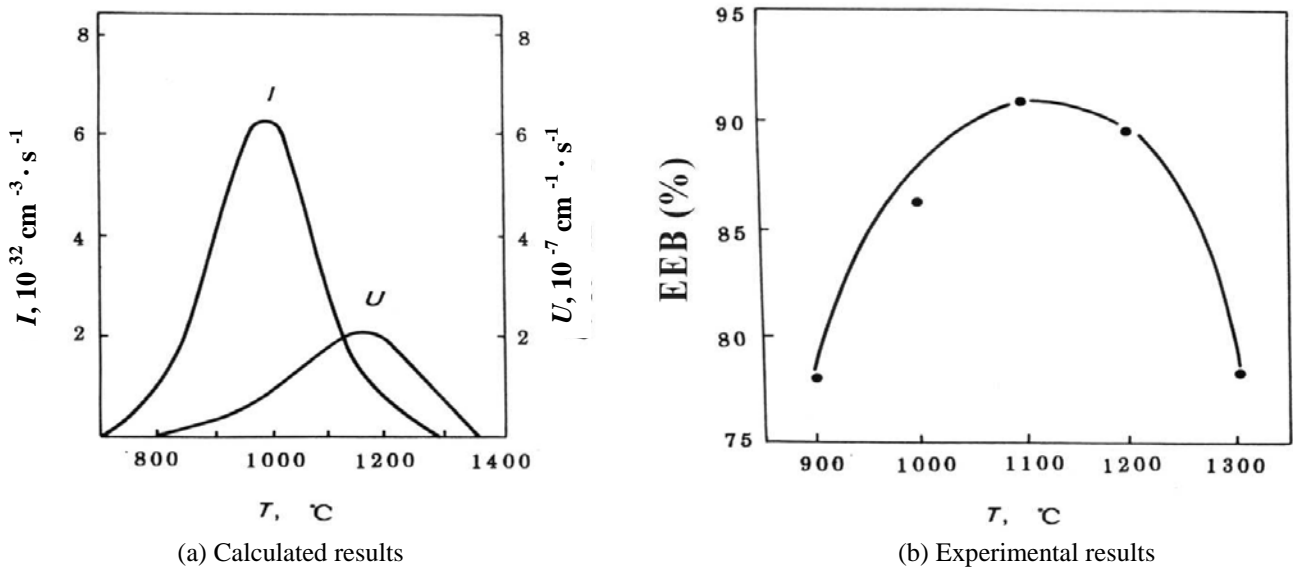 8
8
I
6
6
I, 10 32 cm -3 · s -1
U, 10 -7 cm -1 · s -1
4
4
U
2
2
800 1000 1200 1400
T, ℃
(a) Calculated results
95
90
EEB (%)
85
80
75
900 1000 1100 1200 1300
T, ℃
(b) Experimental results